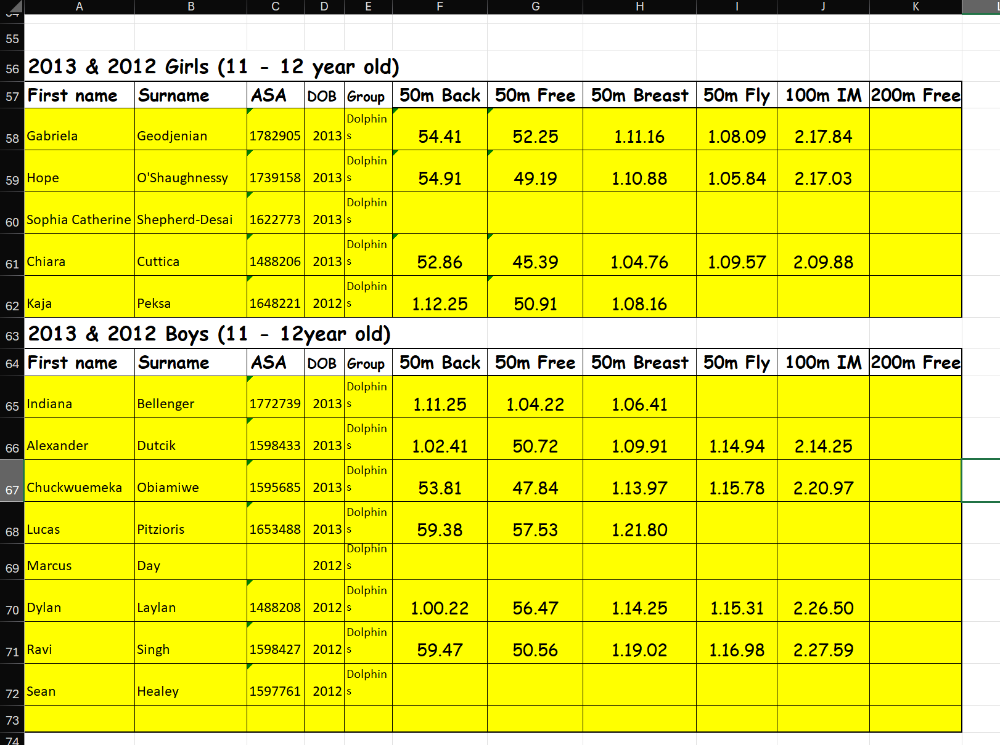 A B C D E F G H I J K
55
56 2013 & 2012 Girls (11 - 12 year old)
57 First name Surname ASA DOB Group 50m Back 50m Free 50m Breast 50m Fly 100m IM 200m Free
58 Gabriela Geodjenian 1782905 2013 Dolphins 54.41 52.25 1.11.16 1.08.09 2.17.84
59 Hope O'Shaughnessy 1739158 2013 Dolphins 54.91 49.19 1.10.88 1.05.84 2.17.03
60 Sophia Catherine Shepherd-Desai 1622773 2013 Dolphins
61 Chiara Cuttica 1488206 2013 Dolphins 52.86 45.39 1.04.76 1.09.57 2.09.88
62 Kaja Peksa 1648221 2012 Dolphins 1.12.25 50.91 1.08.16
63 2013 & 2012 Boys (11 - 12year old)
64 First name Surname ASA DOB Group 50m Back 50m Free 50m Breast 50m Fly 100m IM 200m Free
65 Indiana Bellenger 1772739 2013 Dolphins 1.11.25 1.04.22 1.06.41
66 Alexander Dutcik 1598433 2013 Dolphins 1.02.41 50.72 1.09.91 1.14.94 2.14.25
67 Chuckwuemeka Obiamiwe 1595685 2013 Dolphins 53.81 47.84 1.13.97 1.15.78 2.20.97
68 Lucas Pitzioris 1653488 2013 Dolphins 59.38 57.53 1.21.80
69 Marcus Day 2012 Dolphins
70 Dylan Laylan 1488208 2012 Dolphins 1.00.22 56.47 1.14.25 1.15.31 2.26.50
71 Ravi Singh 1598427 2012 Dolphins 59.47 50.56 1.19.02 1.16.98 2.27.59
72 Sean Healey 1597761 2012 Dolphins
73
74